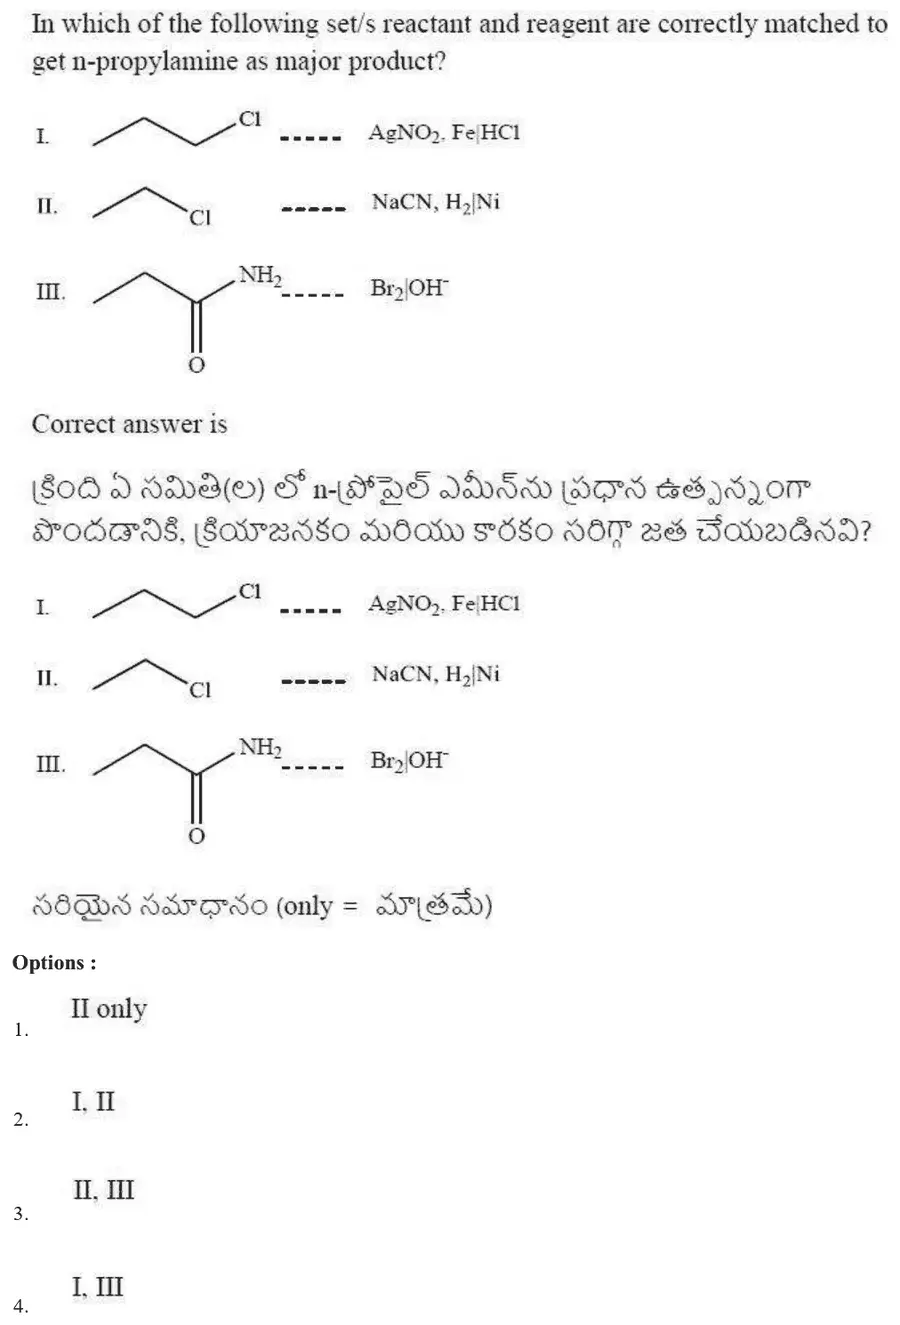 In which of the following set/s reactant and reagent are correctly matched to
get n-propylamine as major product?
I. Cl ----- AgNO₂, Fe|HCl
II. Cl ----- NaCN, H₂|Ni
III. NH₂ ----- Br₂|OH⁻
O
Correct answer is
క్రింది ఏ సమితి(ల) లో n-ప్రోపైల్ ఎమీన్‌ను ప్రధాన ఉత్పన్నంగా
పొందడానికి, క్రియాజనకం మరియు కారకం సరిగ్గా జత చేయబడినవి?
I. Cl ----- AgNO₂, Fe|HCl
II. Cl ----- NaCN, H₂|Ni
III. NH₂ ----- Br₂|OH⁻
O
సరియైన సమాధానం (only = మాత్రమే)
Options :
1. II only
2. I, II
3. II, III
4. I, III